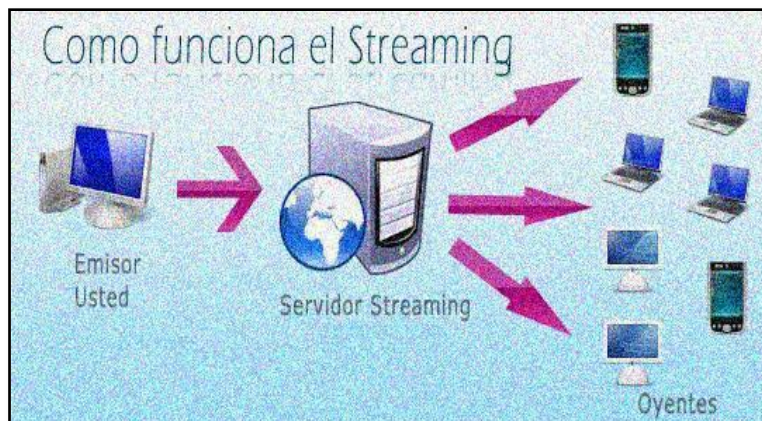 Como funciona el Streaming
Emisor
Usted
Servidor Streaming
Oyentes